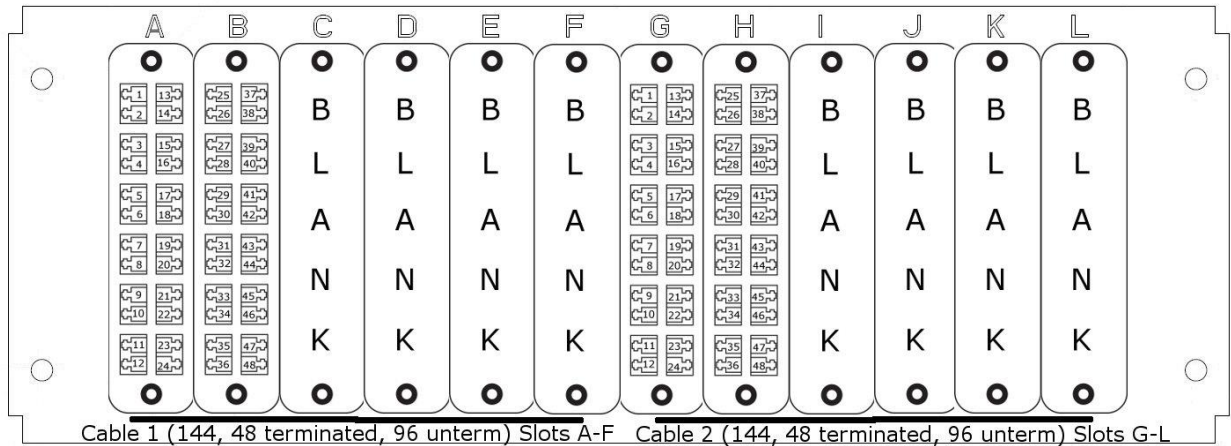 A B C D E F G H I J K L
1 13 25 37 B B B B 1 13 25 37 B B B B
2 14 26 38 2 14 26 38
3 15 27 39 L L L L 3 15 27 39 L L L L
4 16 28 40 4 16 28 40
5 17 29 41 A A A A 5 17 29 41 A A A A
6 18 30 42 6 18 30 42
7 19 31 43 N N N N 7 19 31 43 N N N N
8 20 32 44 8 20 32 44
9 21 33 45 9 21 33 45
10 22 34 46 10 22 34 46
11 23 35 47 K K K K 11 23 35 47 K K K K
12 24 36 48 12 24 36 48
Cable 1 (144, 48 terminated, 96 unterm) Slots A-F Cable 2 (144, 48 terminated, 96 unterm) Slots G-L